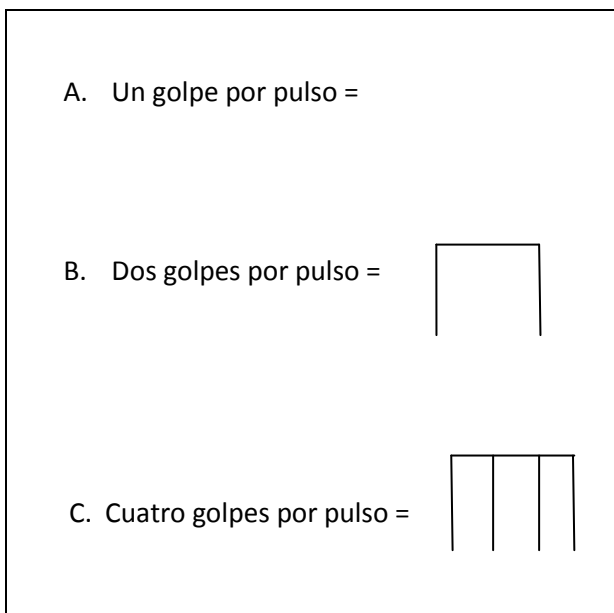 A. Un golpe por pulso =
B. Dos golpes por pulso =
C. Cuatro golpes por pulso =